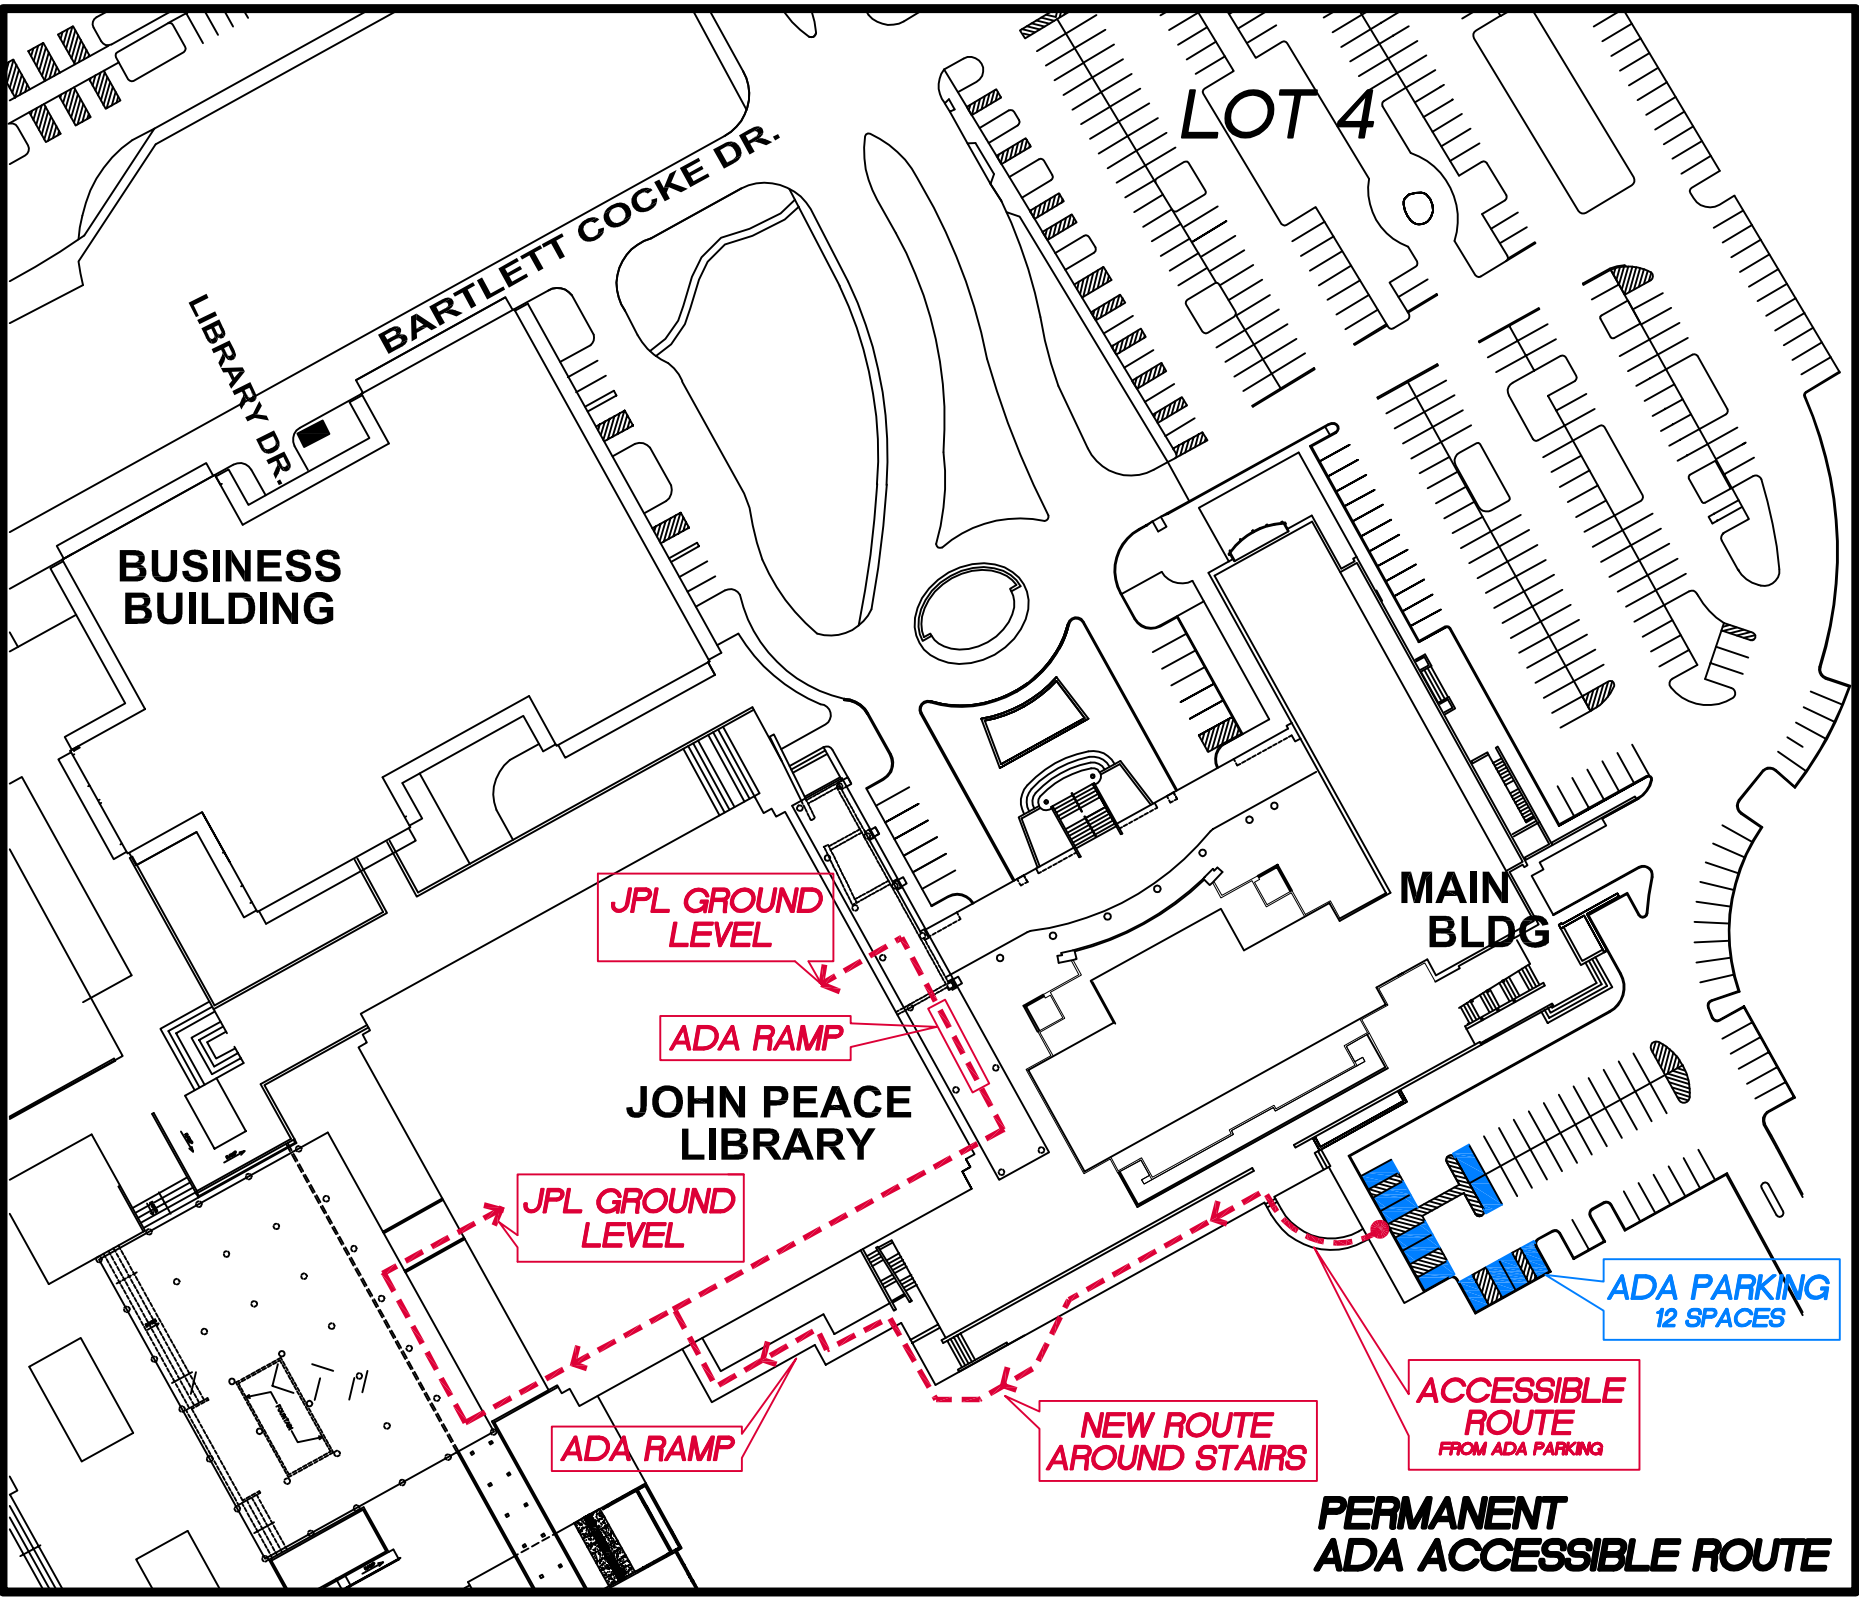 LOT 4
BARTLETT COCKE DR.
LIBRARY DR.
BUSINESS
BUILDING
JPL GROUND
LEVEL
MAIN
BLDG
ADA RAMP
JOHN PEACE
LIBRARY
JPL GROUND
LEVEL
ADA PARKING
12 SPACES
ACCESSIBLE
ROUTE
FROM ADA PARKING
NEW ROUTE
AROUND STAIRS
ADA RAMP
PERMANENT
ADA ACCESSIBLE ROUTE